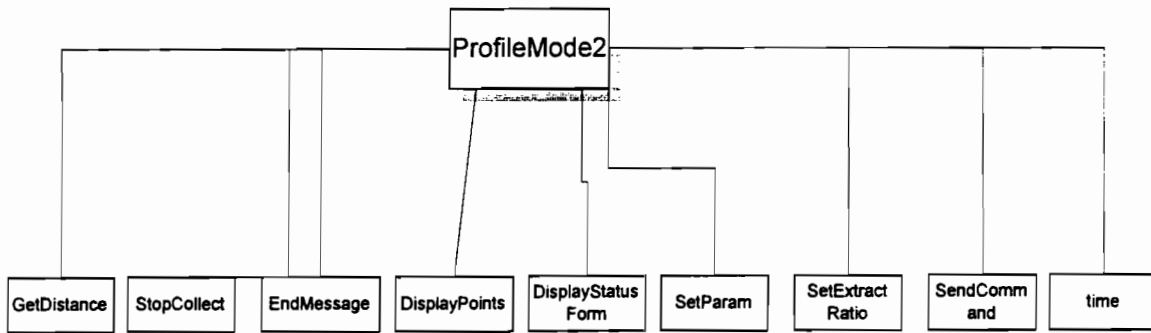 ProfileMode2
GetDistance
StopCollect
EndMessage
DisplayPoints
DisplayStatus
Form
SetParam
SetExtract
Ratio
SendComm
and
time